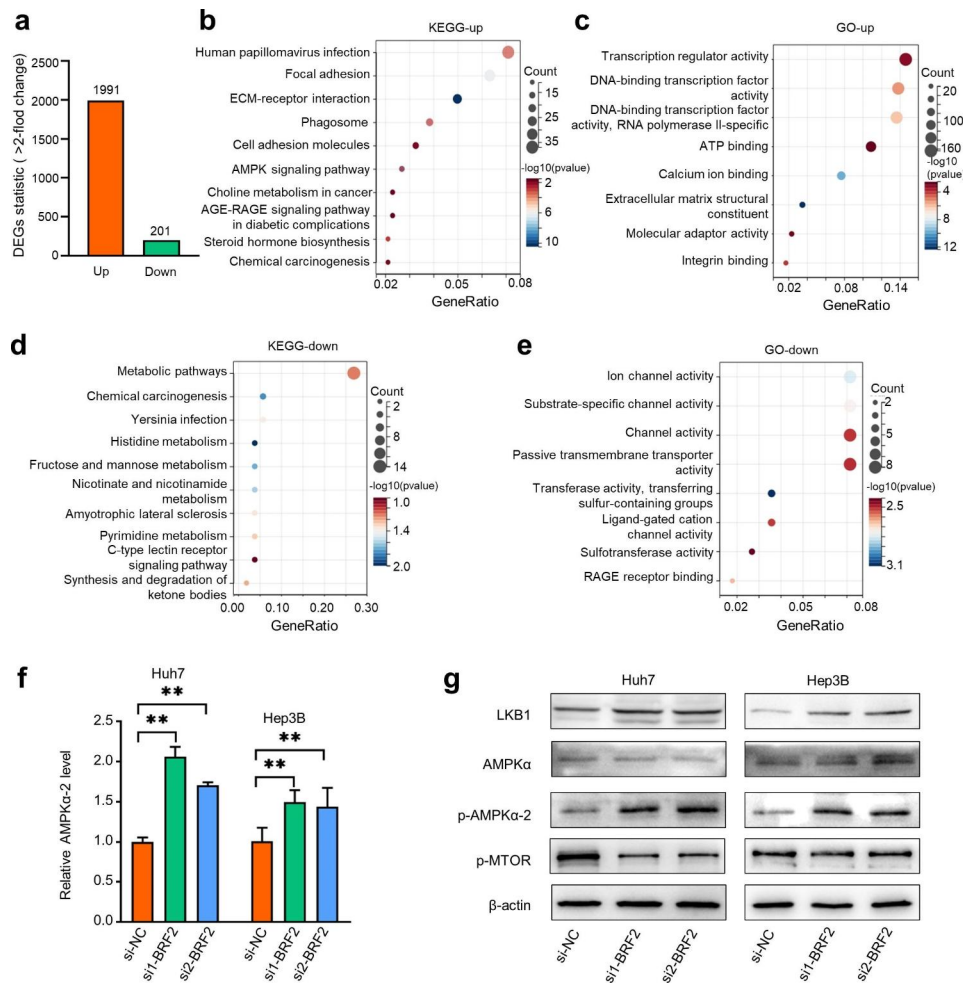 a
DEGs statistic ( >2-flod change)
2500
2000
1500
1000
500
0
1991
201
Up
Down
b
KEGG-up
Human papillomavirus infection
Focal adhesion
ECM-receptor interaction
Phagosome
Cell adhesion molecules
AMPK signaling pathway
Choline metabolism in cancer
AGE-RAGE signaling pathway
in diabetic complications
Steroid hormone biosynthesis
Chemical carcinogenesis
0.02
0.05
0.08
GeneRatio
Count
15
25
25
35
-log10(pvalue)
2
6
6
10
c
GO-up
Transcription regulator activity
DNA-binding transcription factor
activity
DNA-binding transcription factor
activity, RNA polymerase II-specific
ATP binding
Calcium ion binding
Extracellular matrix structural
constituent
Molecular adaptor activity
Integrin binding
0.02
0.08
0.14
GeneRatio
Count
20
100
160
-log10
(pvalue)
4
8
12
d
KEGG-down
Metabolic pathways
Chemical carcinogenesis
Yersinia infection
Histidine metabolism
Fructose and mannose metabolism
Nicotinate and nicotinamide
metabolism
Amyotrophic lateral sclerosis
Pyrimidine metabolism
C-type lectin receptor
signaling pathway
Synthesis and degradation of
ketone bodies
0.00
0.10
0.20
0.30
GeneRatio
Count
2
8
14
-log10(pvalue)
1.0
1.4
2.0
e
GO-down
Ion channel activity
Substrate-specific channel activity
Channel activity
Passive transmembrane transporter
activity
Transferase activity, transferring
sulfur-containing groups
Ligand-gated cation
channel activity
Sulfotransferase activity
RAGE receptor binding
0.02
0.05
0.08
GeneRatio
Count
2
5
8
-log10(pvalue)
2.5
3.1
f
Huh7
Hep3B
**
**
**
**
Relative AMPKα-2 level
2.5
2.0
1.5
1.0
0.5
0.0
si-NC
si1-BRF2
si2-BRF2
si-NC
si1-BRF2
si2-BRF2
g
Huh7
Hep3B
LKB1
AMPKα
p-AMPKα-2
p-MTOR
β-actin
si-NC
si1-BRF2
si2-BRF2
si-NC
si1-BRF2
si2-BRF2